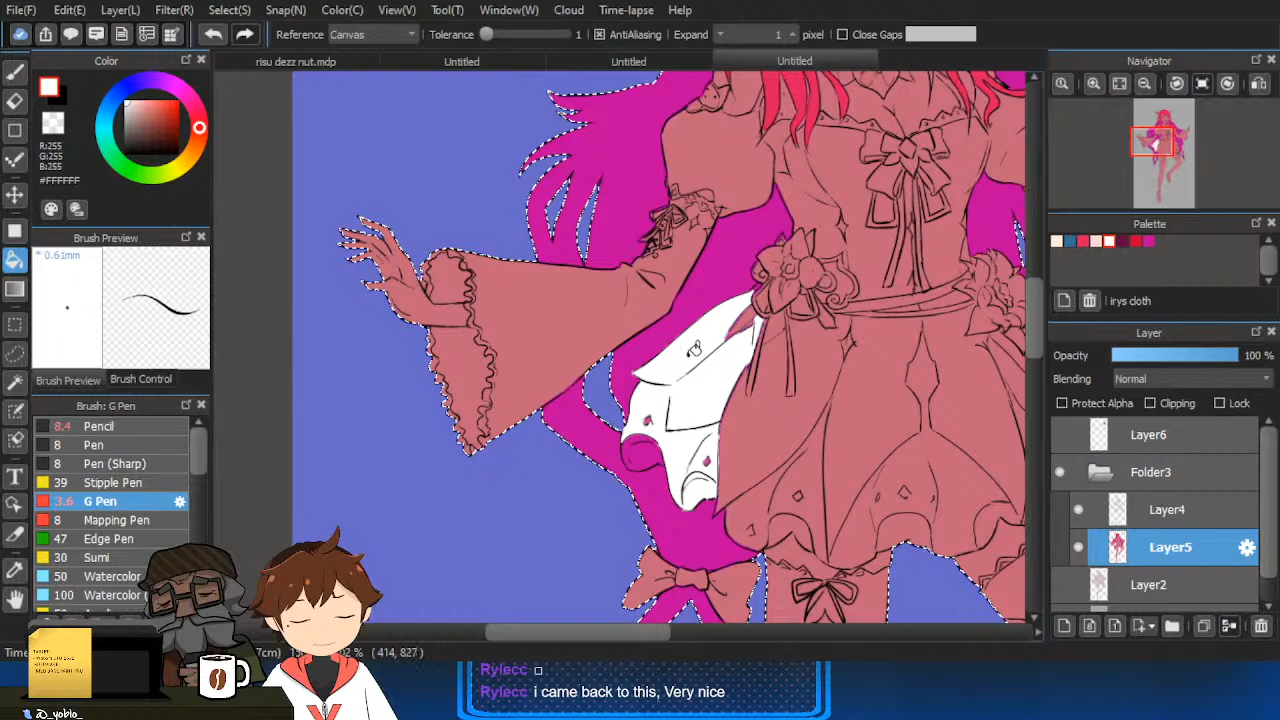 File(F) Edit(E) Layer(L) Filter(R) Select(S) Snap(N) Color(C) View(V) Tool(T) Window(W) Cloud Time-lapse Help
Reference Canvas Tolerance 1 AntiAliasing Expand 1 pixel Close Gaps
Color
risu dezz nut.mdp Untitled Untitled Untitled
Navigator
R:255
G:255
B:255
#FFFFFF
Brush Preview
* 0.61mm
Brush Preview Brush Control
Brush: G Pen
8.4 Pencil
8 Pen
8 Pen (Sharp)
39 Stipple Pen
3.6 G Pen
8 Mapping Pen
47 Edge Pen
30 Sumi
50 Watercolor
100 Watercolor
Palette
irys cloth
Layer
Opacity 100 %
Blending Normal
Protect Alpha Clipping Lock
Layer6
Folder3
Layer4
Layer5
Layer2
( 414, 827 )
Rylecc
Rylecc i came back to this, Very nice